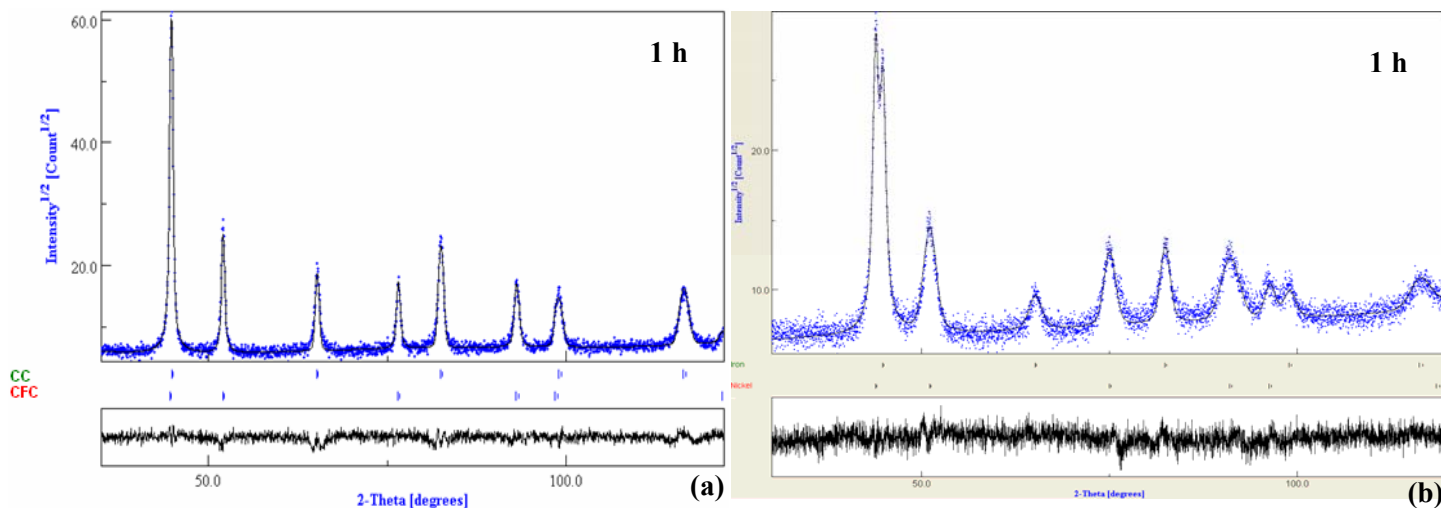 60.0
40.0
20.0
Intensity^1/2 [Count^1/2]
1 h
CC
CFC
50.0
100.0
2-Theta [degrees]
(a)
20.0
10.0
Intensity^1/2 [Count^1/2]
1 h
Iron
Nickel
50.0
100.0
2-Theta [degrees]
(b)